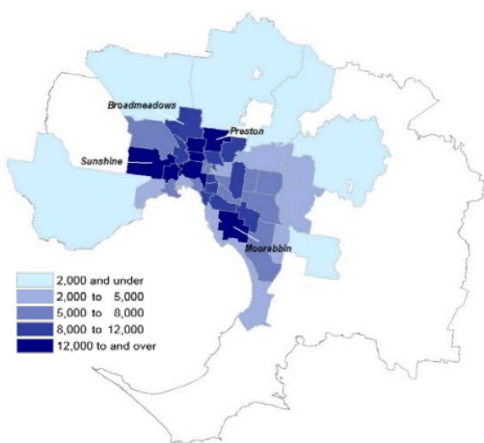 Broadmeadows
Preston
Sunshine
Moorabbin
2,000 and under
2,000 to 5,000
5,000 to 8,000
8,000 to 12,000
12,000 to and over